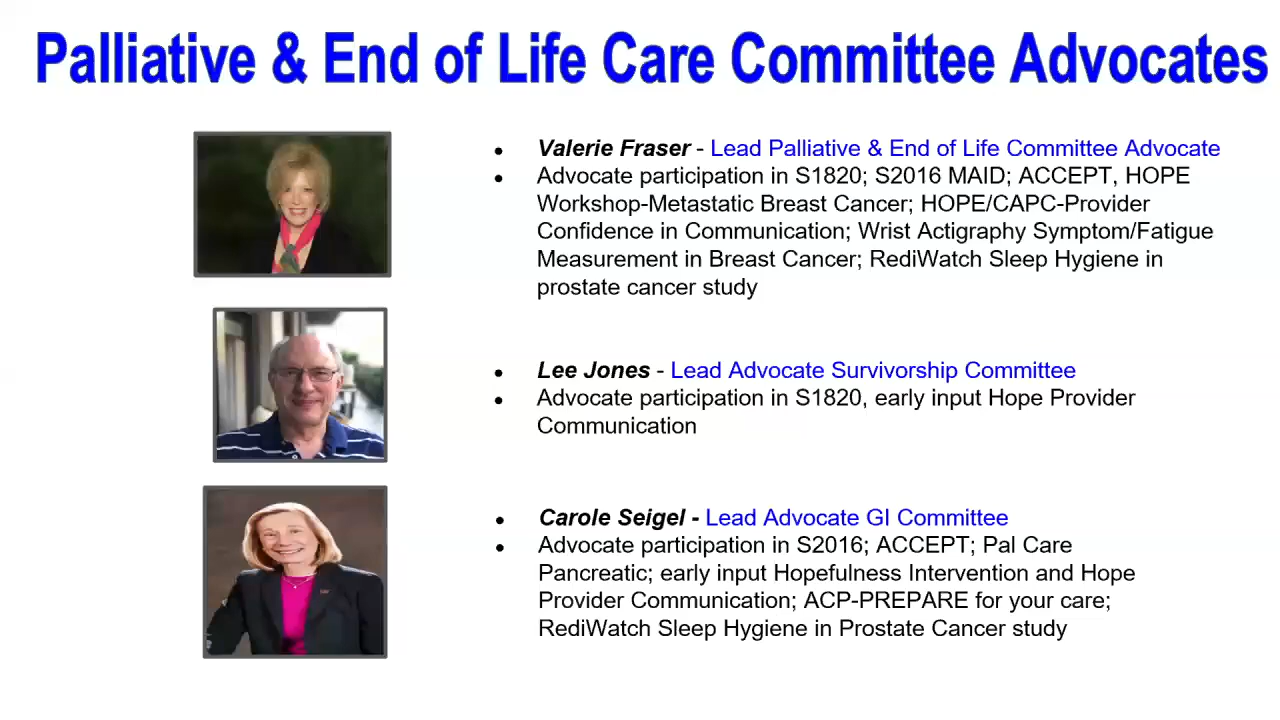 Palliative & End of Life Care Committee Advocates
• Valerie Fraser - Lead Palliative & End of Life Committee Advocate
• Advocate participation in S1820; S2016 MAID; ACCEPT, HOPE
Workshop-Metastatic Breast Cancer; HOPE/CAPC-Provider
Confidence in Communication; Wrist Actigraphy Symptom/Fatigue
Measurement in Breast Cancer; RediWatch Sleep Hygiene in
prostate cancer study
• Lee Jones - Lead Advocate Survivorship Committee
• Advocate participation in S1820, early input Hope Provider
Communication
• Carole Seigel - Lead Advocate GI Committee
• Advocate participation in S2016; ACCEPT; Pal Care
Pancreatic; early input Hopefulness Intervention and Hope
Provider Communication; ACP-PREPARE for your care;
RediWatch Sleep Hygiene in Prostate Cancer study